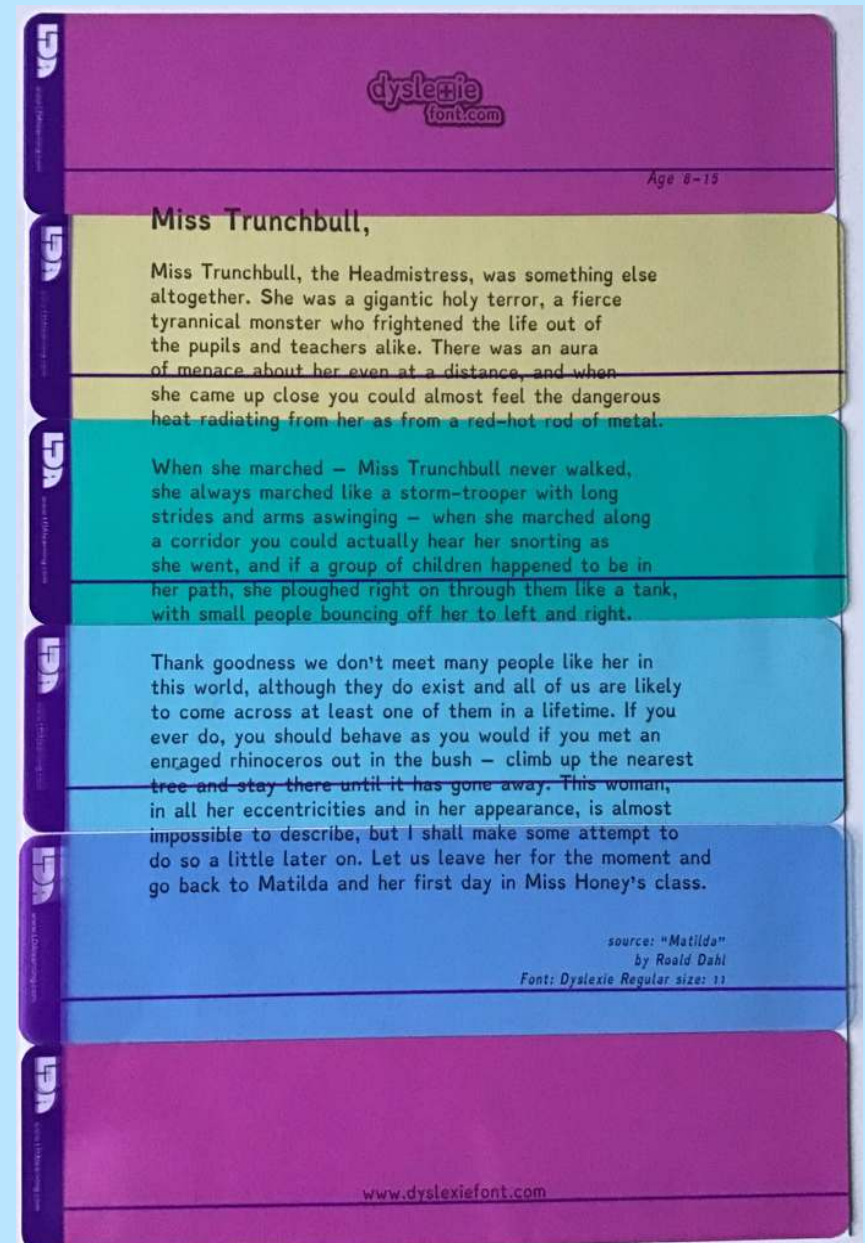 dyslexie
font.com
Age 8-15
Miss Trunchbull,
Miss Trunchbull, the Headmistress, was something else
altogether. She was a gigantic holy terror, a fierce
tyrannical monster who frightened the life out of
the pupils and teachers alike. There was an aura
of menace about her even at a distance, and when
she came up close you could almost feel the dangerous
heat radiating from her as from a red-hot rod of metal.
When she marched – Miss Trunchbull never walked,
she always marched like a storm-trooper with long
strides and arms aswinging – when she marched along
a corridor you could actually hear her snorting as
she went, and if a group of children happened to be in
her path, she ploughed right on through them like a tank,
with small people bouncing off her to left and right.
Thank goodness we don't meet many people like her in
this world, although they do exist and all of us are likely
to come across at least one of them in a lifetime. If you
ever do, you should behave as you would if you met an
enraged rhinoceros out in the bush – climb up the nearest
tree and stay there until it has gone away. This woman,
in all her eccentricities and in her appearance, is almost
impossible to describe, but I shall make some attempt to
do so a little later on. Let us leave her for the moment and
go back to Matilda and her first day in Miss Honey's class.
source: "Matilda"
by Roald Dahl
Font: Dyslexie Regular size: 11
www.dyslexiefont.com
LDA
LDA
LDA
LDA
LDA
LDA